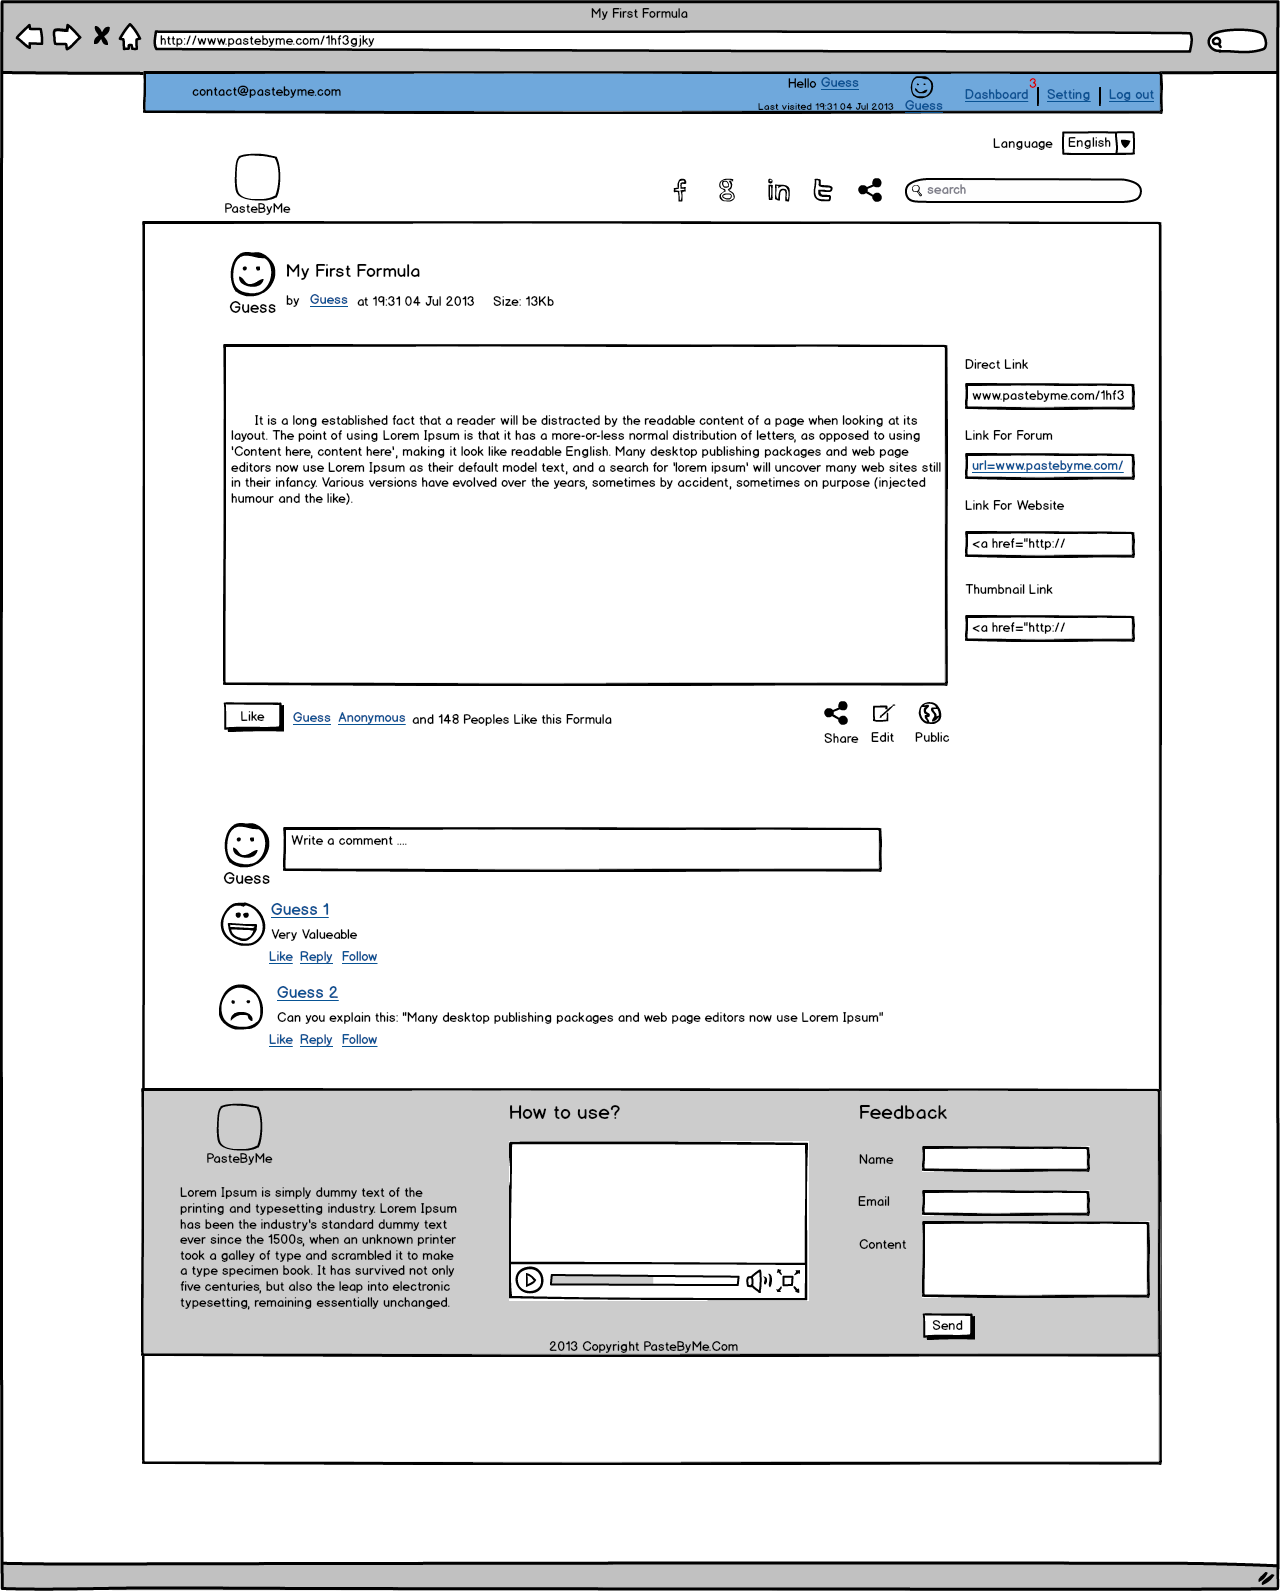 My First Formula
http://www.pastebyme.com/1hf3gjky
contact@pastebyme.com
Hello Guess
Last visited 19:31 04 Jul 2013
Guess
Dashboard
3
Setting
Log out
Language
English
PasteByMe
search
My First Formula
Guess
by Guess at 19:31 04 Jul 2013 Size: 13Kb
It is a long established fact that a reader will be distracted by the readable content of a page when looking at its
layout. The point of using Lorem Ipsum is that it has a more-or-less normal distribution of letters, as opposed to using
'Content here, content here', making it look like readable English. Many desktop publishing packages and web page
editors now use Lorem Ipsum as their default model text, and a search for 'lorem ipsum' will uncover many web sites still
in their infancy. Various versions have evolved over the years, sometimes by accident, sometimes on purpose (injected
humour and the like).
Direct Link
www.pastebyme.com/1hf3
Link For Forum
url=www.pastebyme.com/
Link For Website
<a href="http://
Thumbnail Link
<a href="http://
Like
Guess Anonymous and 148 Peoples Like this Formula
Share
Edit
Public
Write a comment ....
Guess
Guess 1
Very Valueable
Like Reply Follow
Guess 2
Can you explain this: "Many desktop publishing packages and web page editors now use Lorem Ipsum"
Like Reply Follow
PasteByMe
Lorem Ipsum is simply dummy text of the
printing and typesetting industry. Lorem Ipsum
has been the industry's standard dummy text
ever since the 1500s, when an unknown printer
took a galley of type and scrambled it to make
a type specimen book. It has survived not only
five centuries, but also the leap into electronic
typesetting, remaining essentially unchanged.
How to use?
Feedback
Name
Email
Content
Send
2013 Copyright PasteByMe.Com